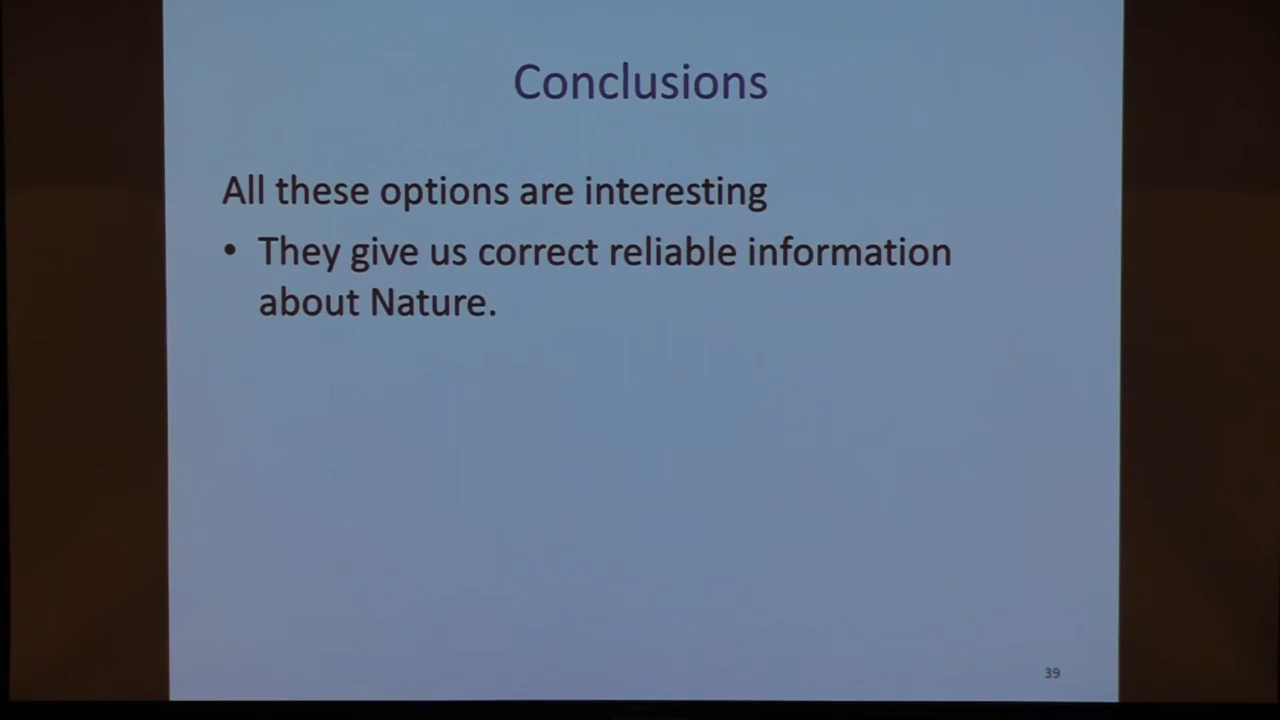 Conclusions
All these options are interesting
• They give us correct reliable information
about Nature.
39